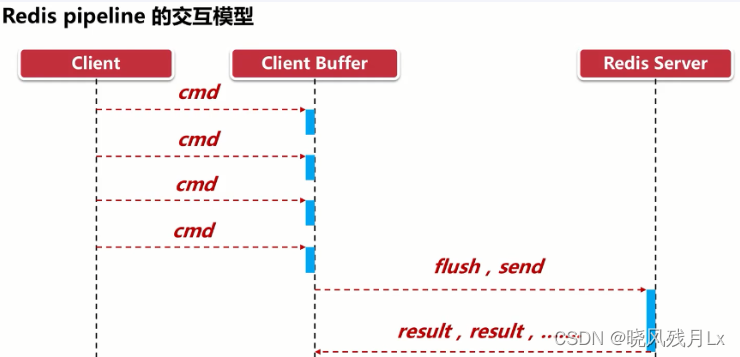 Redis pipeline 的交互模型
Client
Client Buffer
Redis Server
cmd
cmd
cmd
cmd
flush , send
result , result , ......
CSDN @晓风残月Lx